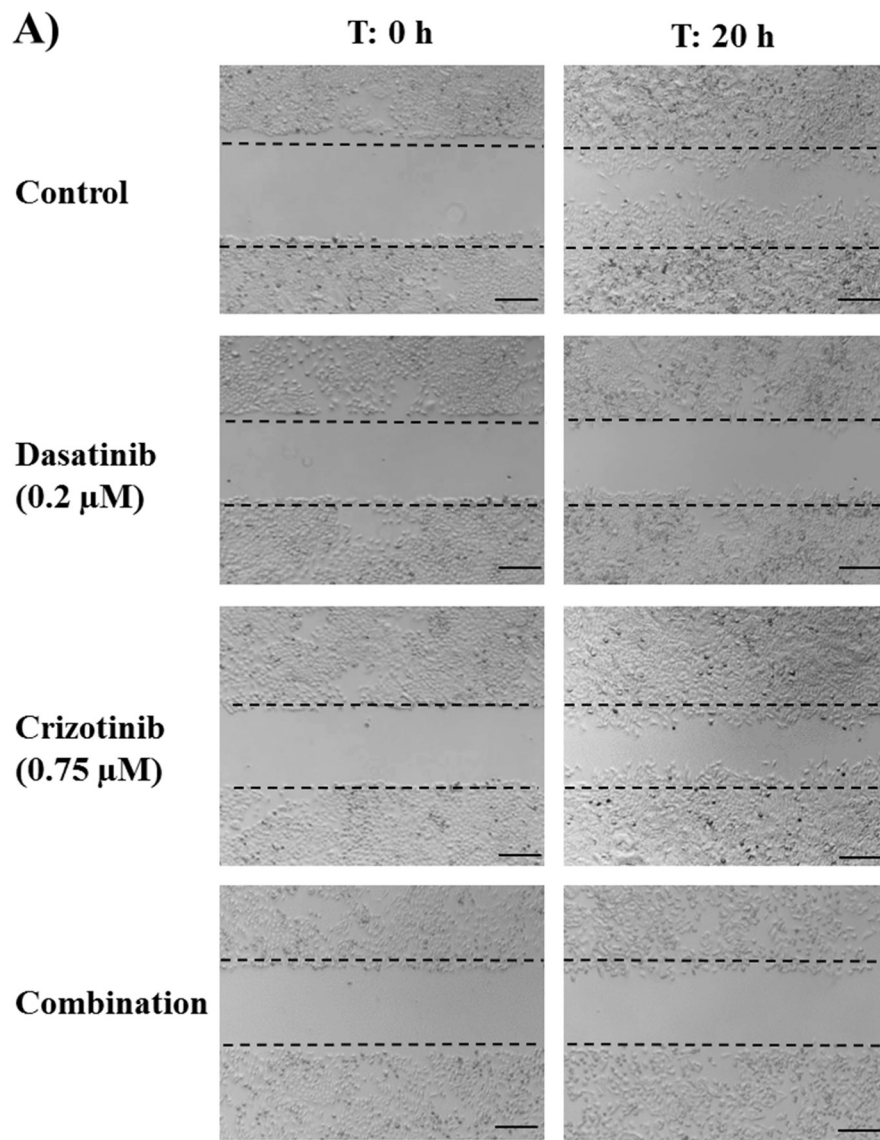 A)
T: 0 h
T: 20 h
Control
Dasatinib
(0.2 µM)
Crizotinib
(0.75 µM)
Combination